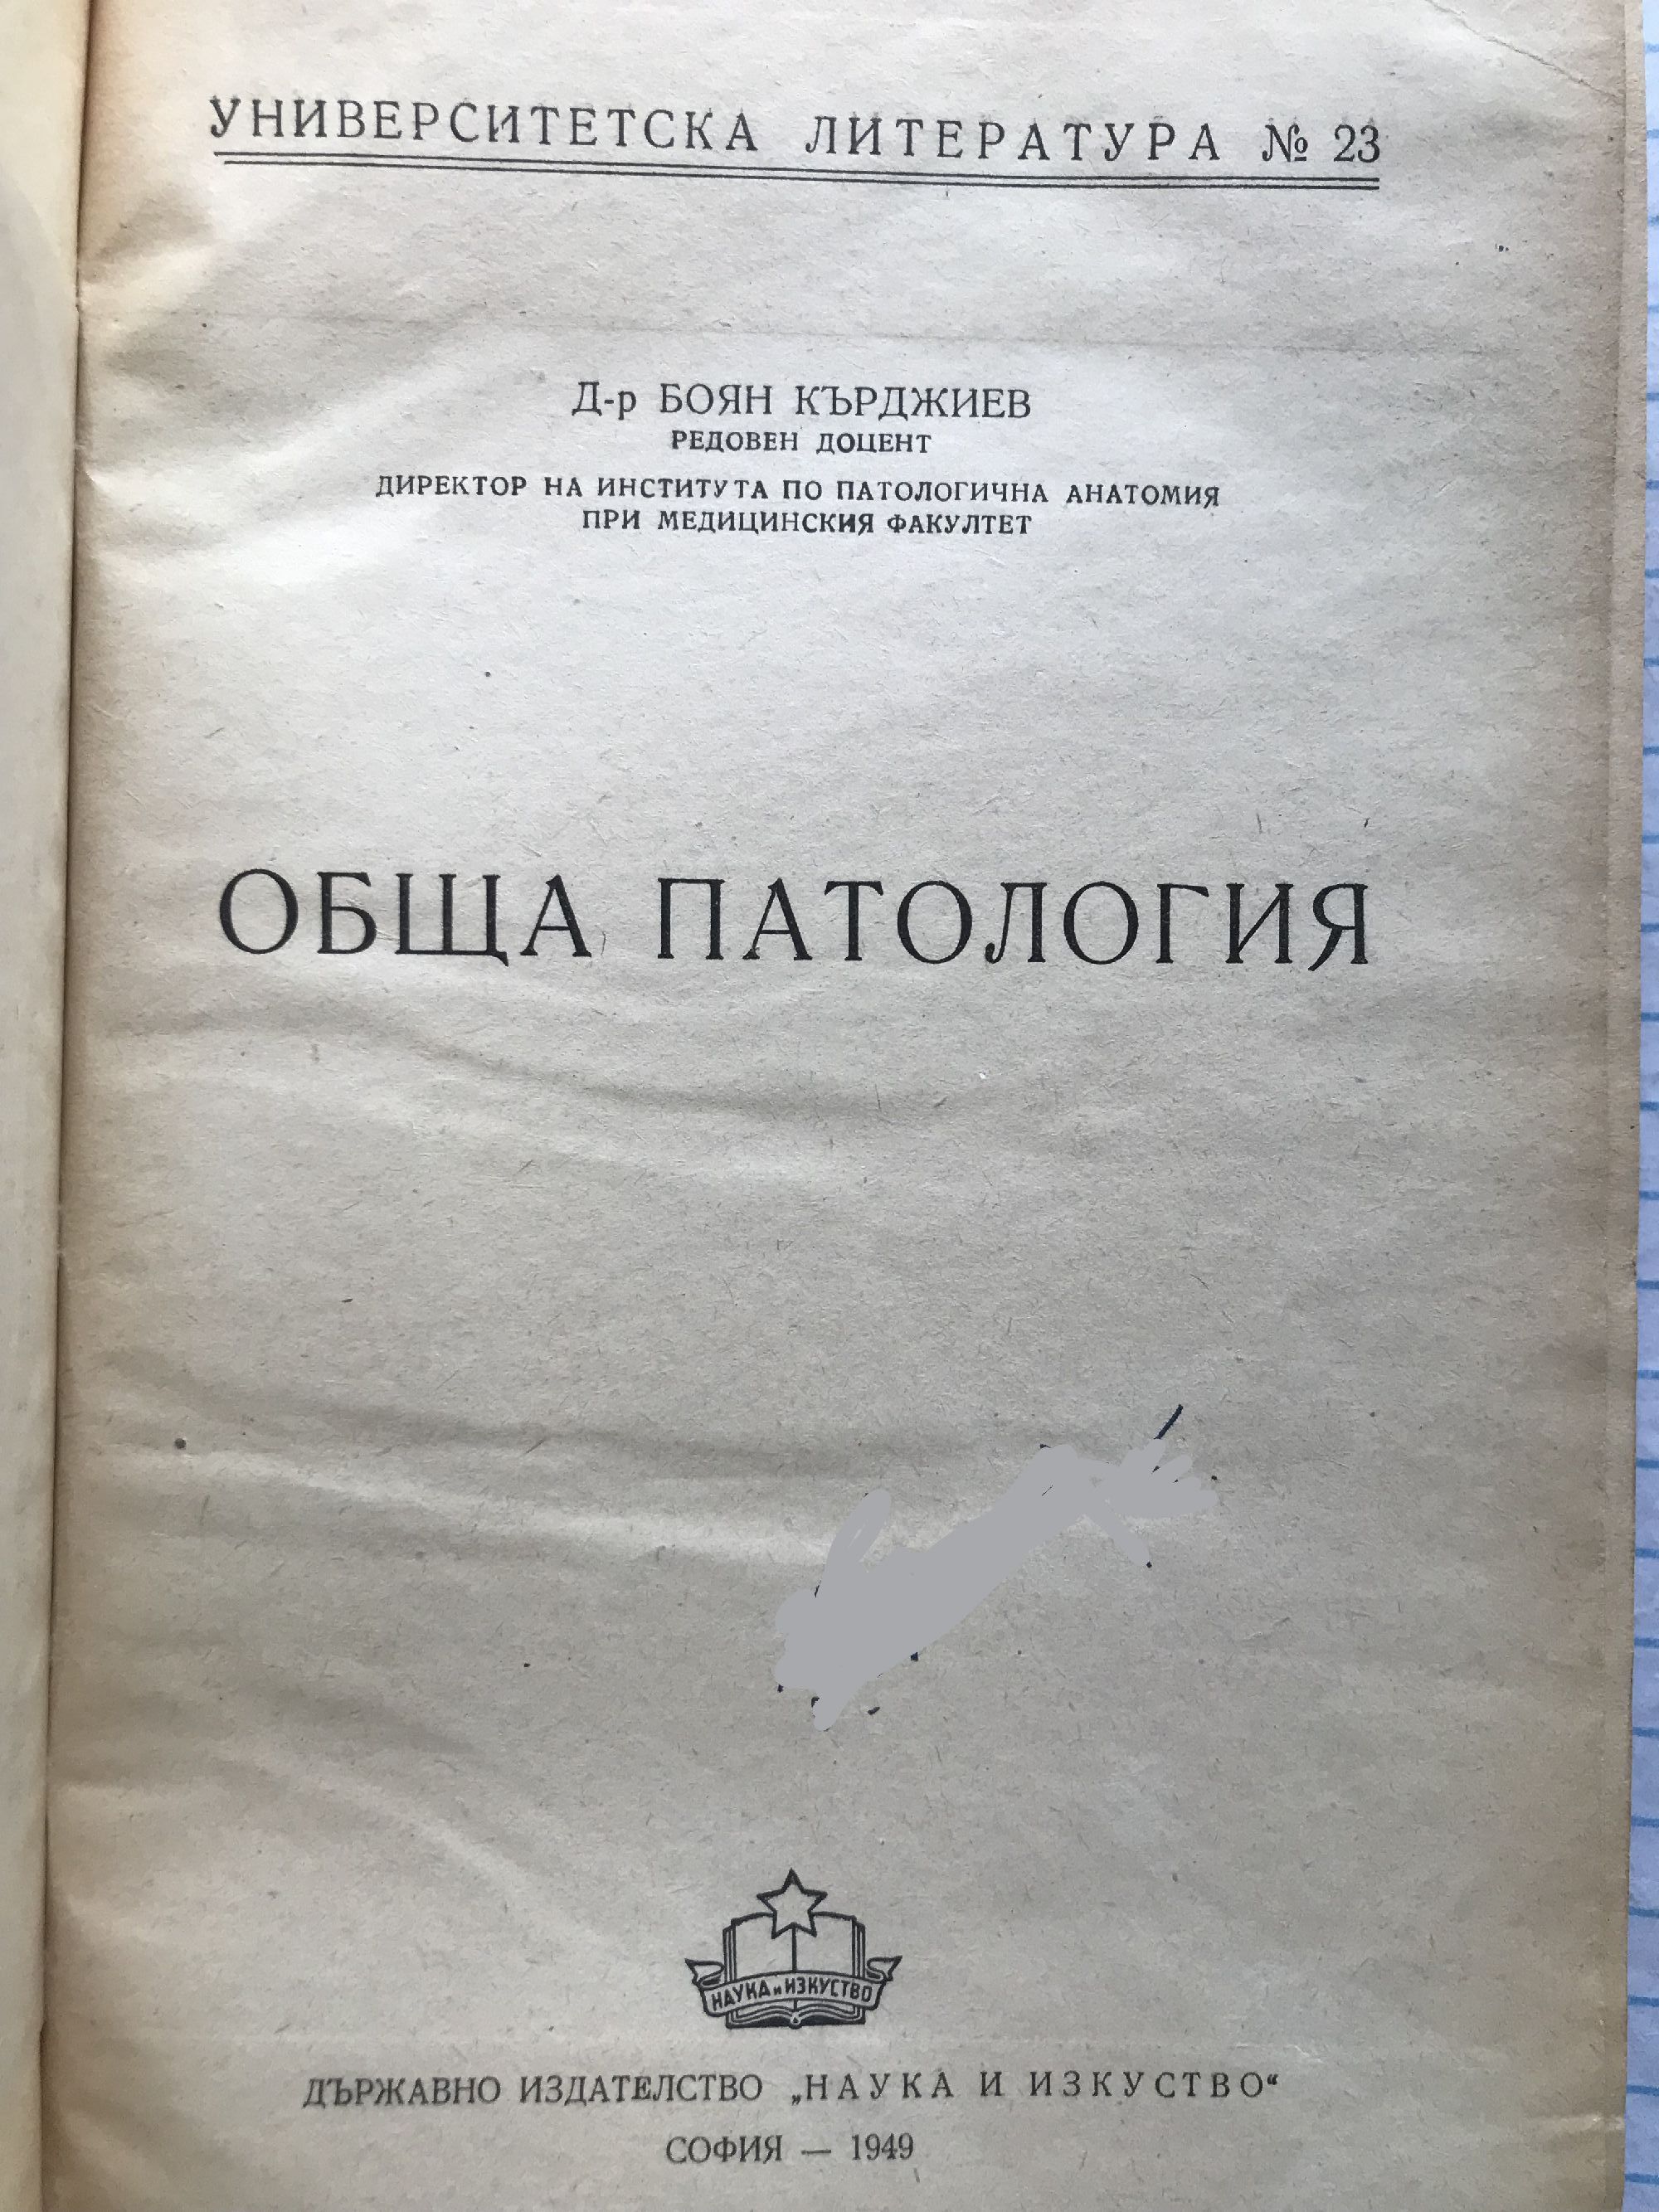 УНИВЕРСИТЕТСКА ЛИТЕРАТУРА № 23
Д-р БОЯН КЪРДЖИЕВ
РЕДОВЕН ДОЦЕНТ
ДИРЕКТОР НА ИНСТИТУТА ПО ПАТОЛОГИЧНА АНАТОМИЯ
ПРИ МЕДИЦИНСКИЯ ФАКУЛТЕТ
ОБЩА ПАТОЛОГИЯ
НАУКА и ИЗКУСТВО
ДЪРЖАВНО ИЗДАТЕЛСТВО „НАУКА И ИЗКУСТВО“
СОФИЯ — 1949